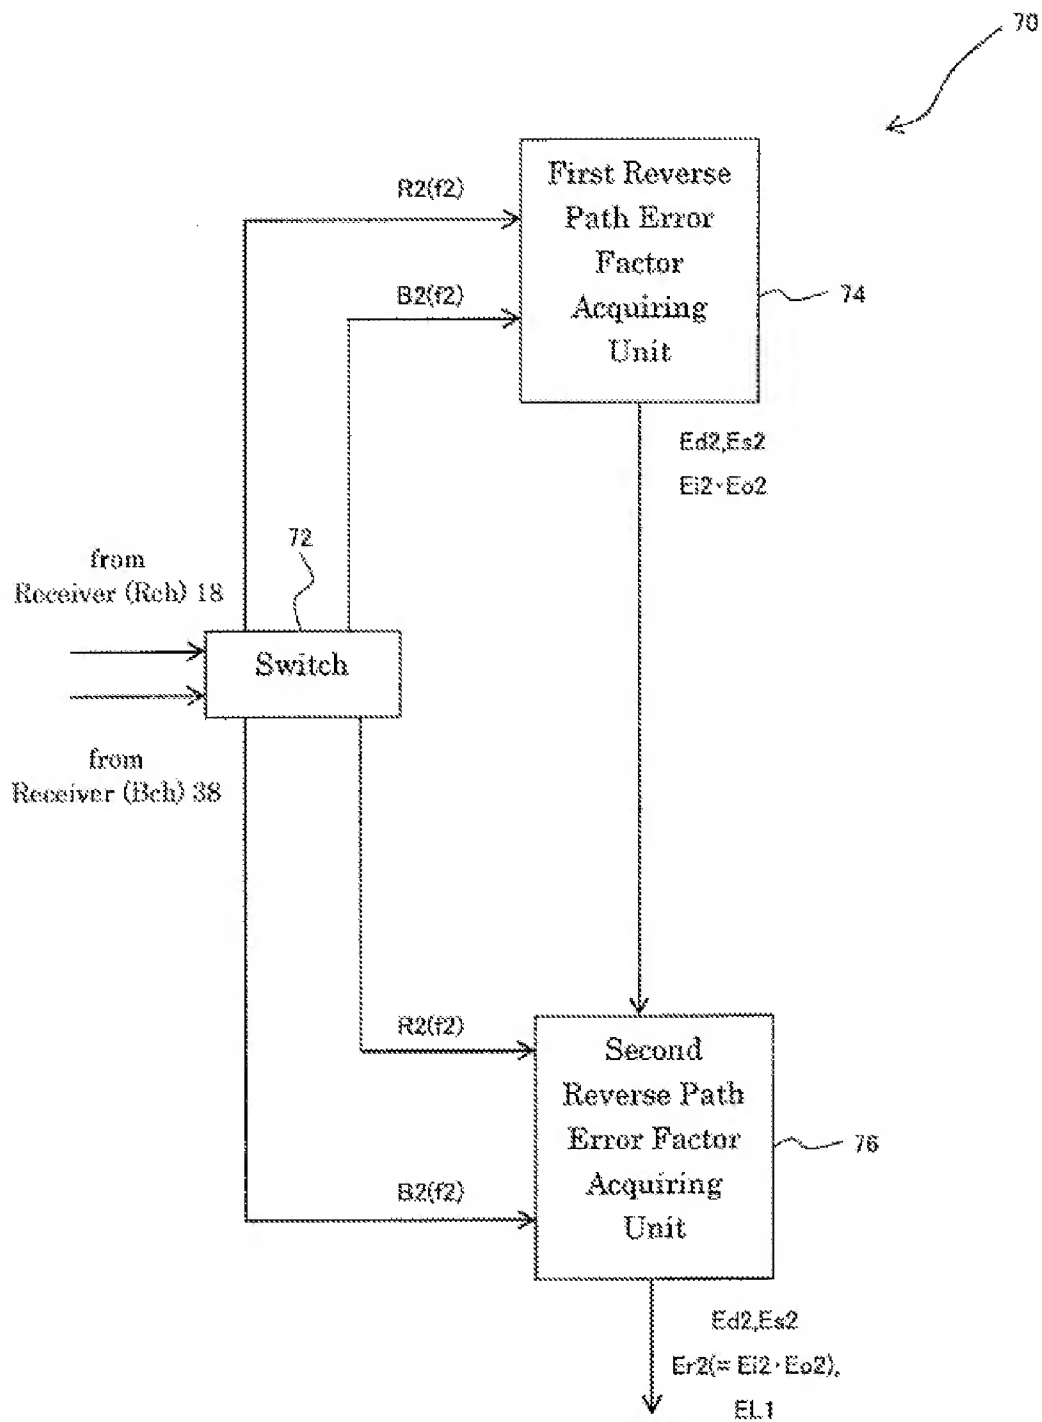 70
First Reverse
Path Error
Factor
Acquiring
Unit
R2(f2)
B2(f2)
74
Ed2,Es2
Ei2·Eo2
72
from
Receiver (Rch) 18
Switch
from
Receiver (Bch) 38
R2(f2)
Second
Reverse Path
Error Factor
Acquiring
Unit
76
B2(f2)
Ed2,Es2
Er2(= Ei2·Eo2),
EL1